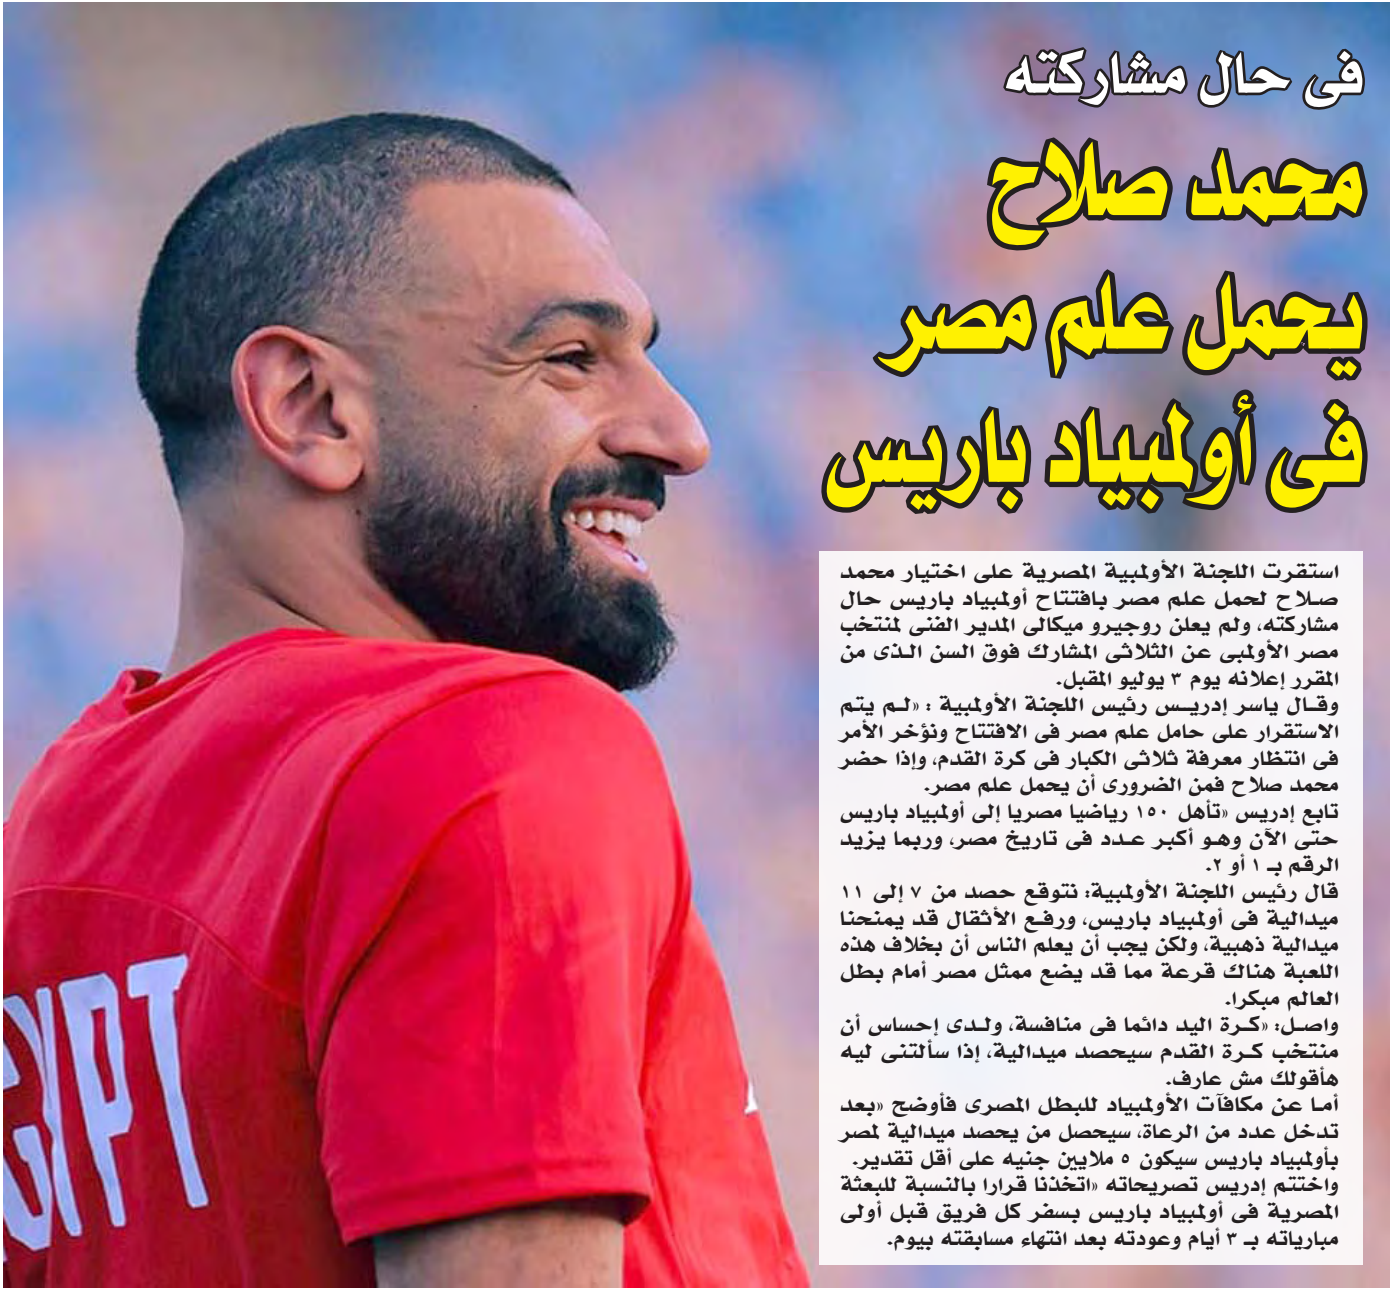 فى حال مشاركته
محمد صلاح
يحمل علم مصر
فى أولمبياد باريس
استقرت اللجنة الأولمبية المصرية على اختيار محمد
صلاح لحمل علم مصر بافتتاح أولمبياد باريس حال
مشاركته، ولم يعلن روجيرو ميكالى المدير الفنى لمنتخب
مصر الأولمبى عن الثلاثى المشارك فوق السن الذى من
المقرر إعلانه يوم ٣ يوليو المقبل.
وقال ياسر إدريس رئيس اللجنة الأولمبية : «لم يتم
الاستقرار على حامل علم مصر فى الافتتاح ونؤخر الأمر
فى انتظار معرفة ثلاثى الكبار فى كرة القدم، وإذا حضر
محمد صلاح فمن الضرورى أن يحمل علم مصر.
تابع إدريس «تأهل ١٥٠ رياضيا مصريا إلى أولمبياد باريس
حتى الآن وهو أكبر عدد فى تاريخ مصر، وربما يزيد
الرقم بـ ١ أو ٢.
قال رئيس اللجنة الأولمبية: نتوقع حصد من ٧ إلى ١١
ميدالية فى أولمبياد باريس، ورفع الأثقال قد يمنحنا
ميدالية ذهبية، ولكن يجب أن يعلم الناس أن بخلاف هذه
اللعبة هناك قرعة مما قد يضع ممثل مصر أمام بطل
العالم مبكرا.
واصل: «كرة اليد دائما فى منافسة، ولدى إحساس أن
منتخب كرة القدم سيحصد ميدالية، إذا سألتنى ليه
هأقولك مش عارف.
أما عن مكافآت الأولمبياد للبطل المصرى فأوضح «بعد
تدخل عدد من الرعاة، سيحصل من يحصد ميدالية لمصر
بأولمبياد باريس سيكون ٥ ملايين جنيه على أقل تقدير.
واختتم إدريس تصريحاته «اتخذنا قرارا بالنسبة للبعثة
المصرية فى أولمبياد باريس بسفر كل فريق قبل أولى
مبارياته بـ ٣ أيام وعودته بعد انتهاء مسابقته بيوم.
GYPT